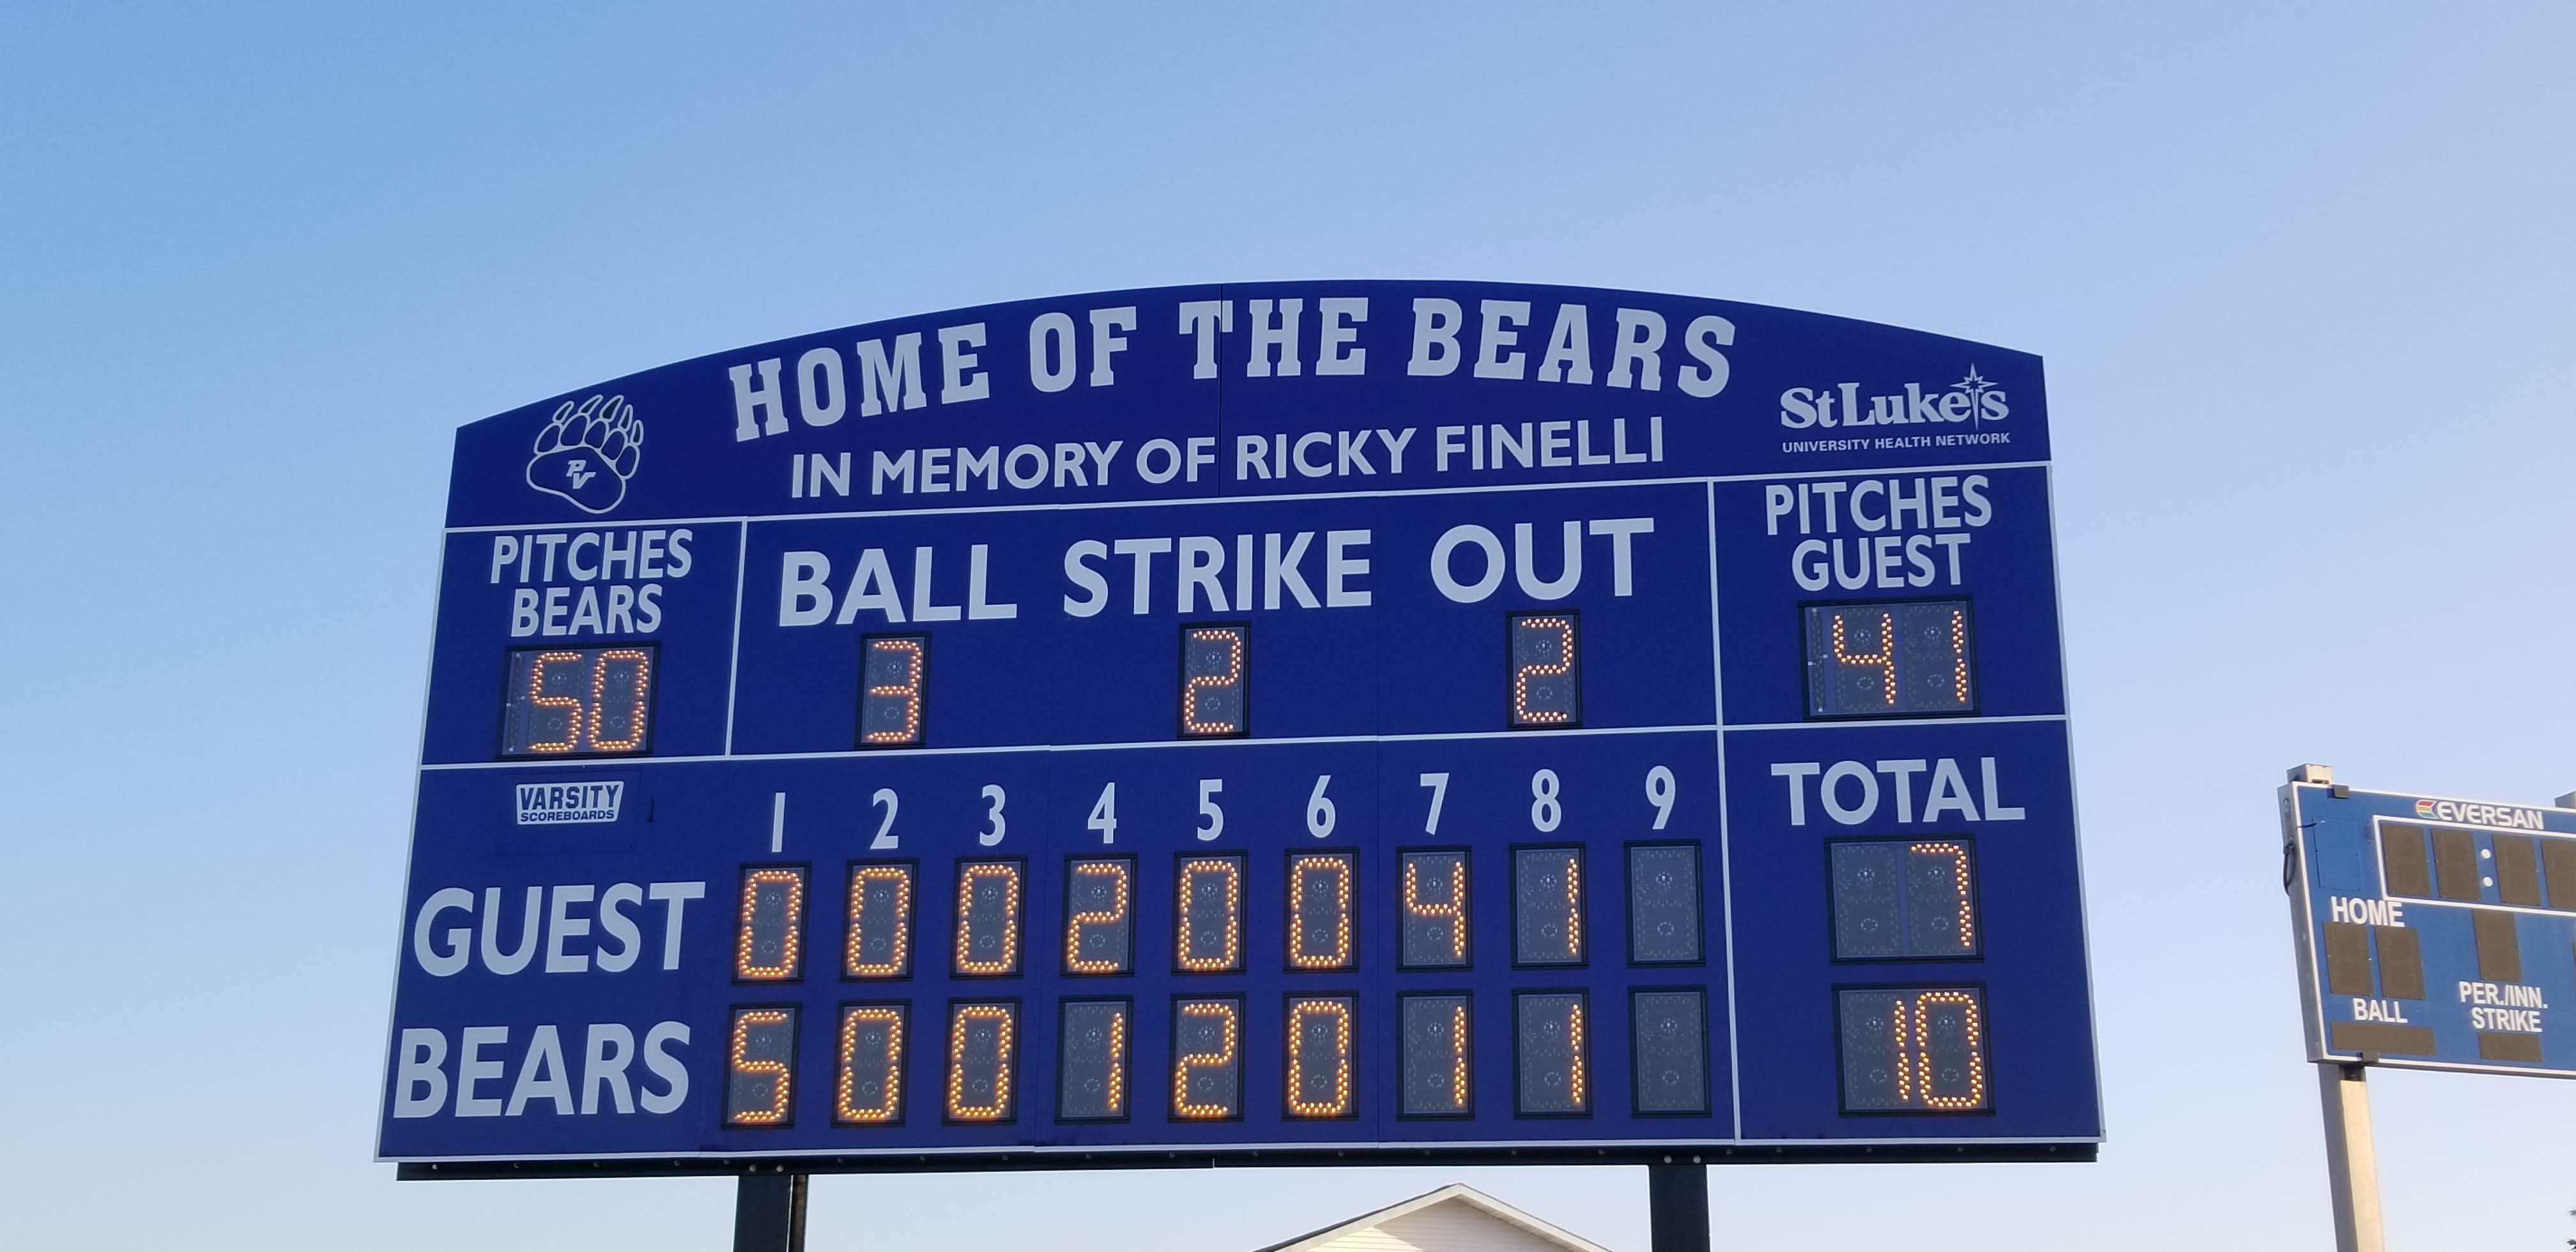 HOME OF THE BEARS
IN MEMORY OF RICKY FINELLI
PV
StLuke's
UNIVERSITY HEALTH NETWORK
PITCHES
BEARS
50
BALL STRIKE OUT
3 2 2
PITCHES
GUEST
41
VARSITY
SCOREBOARDS
1 2 3 4 5 6 7 8 9 TOTAL
GUEST 0 0 0 2 0 0 4 1 7
BEARS 5 0 0 1 2 0 1 1 10
EVERSAN
HOME
BALL
PER./INN.
STRIKE